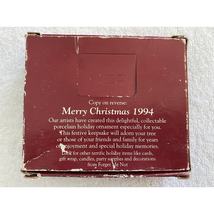 Copy on reverse:
Merry Christmas 1994
Our artists have created this delightful, collectable
porcelain holiday ornament especially for you.
This festive keepsake will adorn your tree
or those of your friends and family for years
of enjoyment and special holiday memories.
Look for other terrific holiday items like cards,
gift wrap, candles, party supplies and decorations
from Forget Me Not